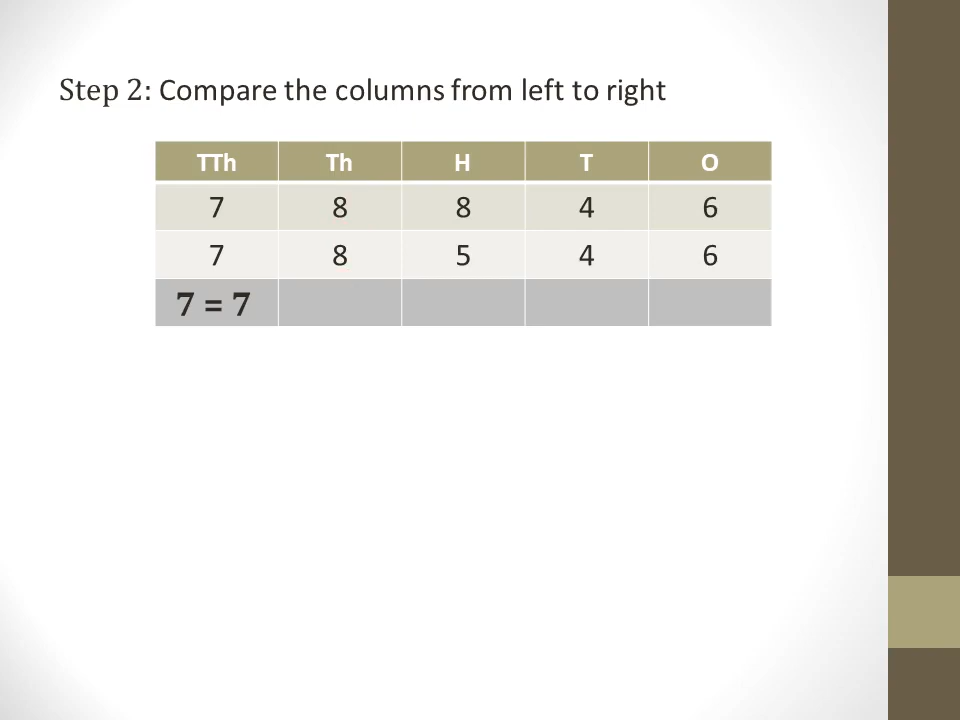 Step 2: Compare the columns from left to right
TTh Th H T O
7 8 8 4 6
7 8 5 4 6
7 = 7